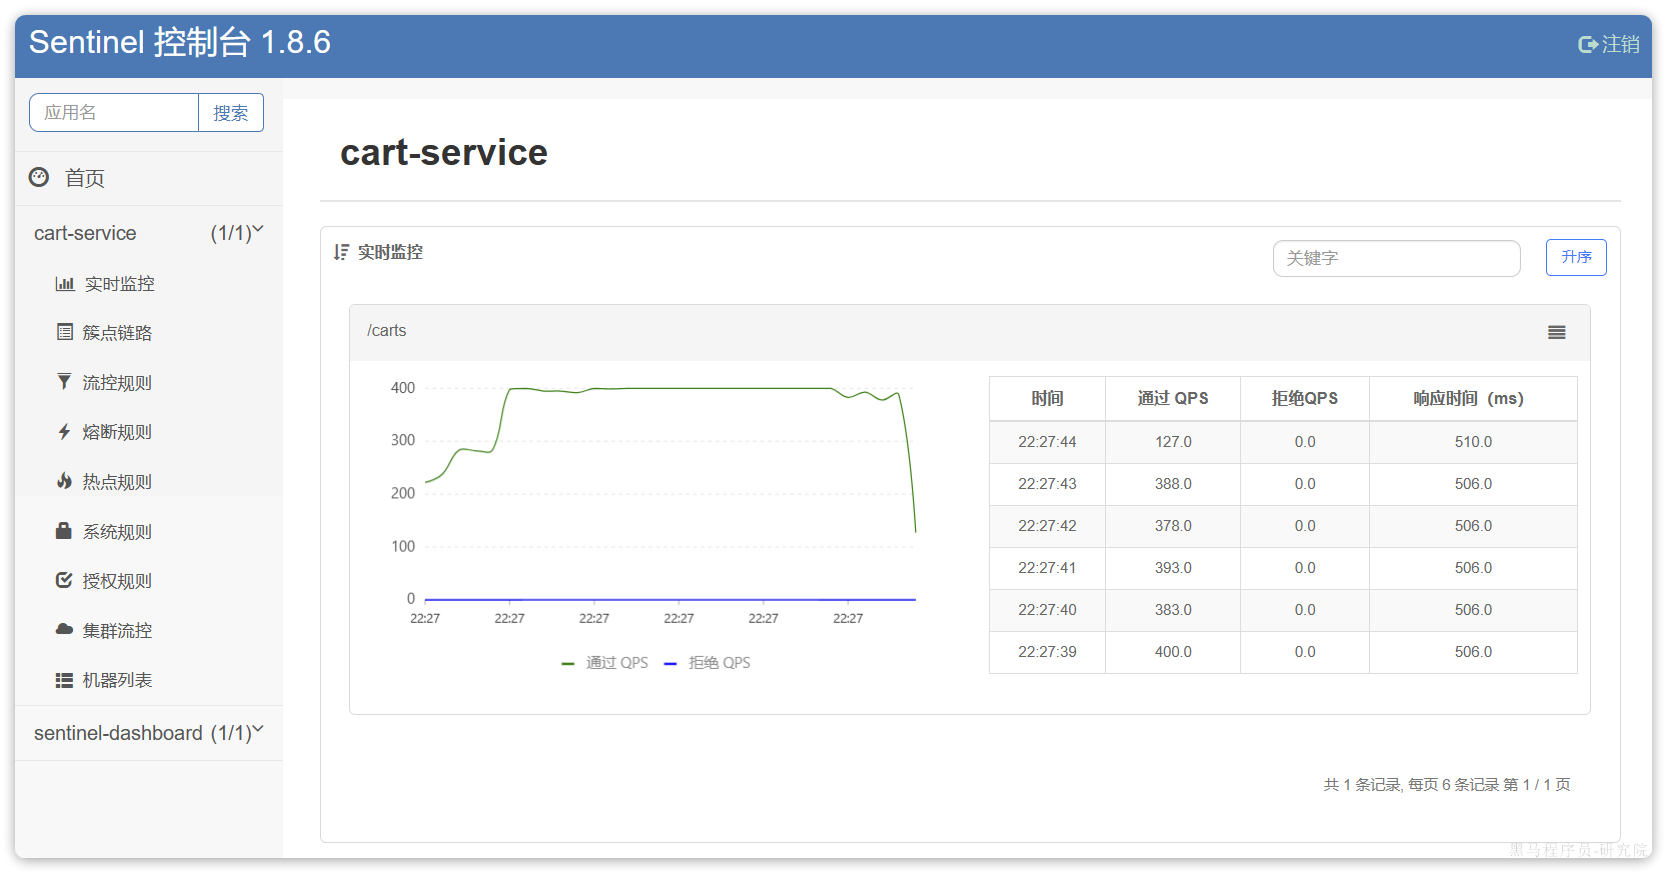 Sentinel 控制台 1.8.6
注销
应用名
搜索
首页
cart-service (1/1)
实时监控
簇点链路
流控规则
熔断规则
热点规则
系统规则
授权规则
集群流控
机器列表
sentinel-dashboard (1/1)
cart-service
实时监控
关键字
升序
/carts
400
300
200
100
0
22:27 22:27 22:27 22:27 22:27 22:27
通过 QPS 拒绝 QPS
时间 通过 QPS 拒绝QPS 响应时间（ms）
22:27:44 127.0 0.0 510.0
22:27:43 388.0 0.0 506.0
22:27:42 378.0 0.0 506.0
22:27:41 393.0 0.0 506.0
22:27:40 383.0 0.0 506.0
22:27:39 400.0 0.0 506.0
共 1 条记录, 每页 6 条记录 第 1 / 1 页
黑马程序员-研究院